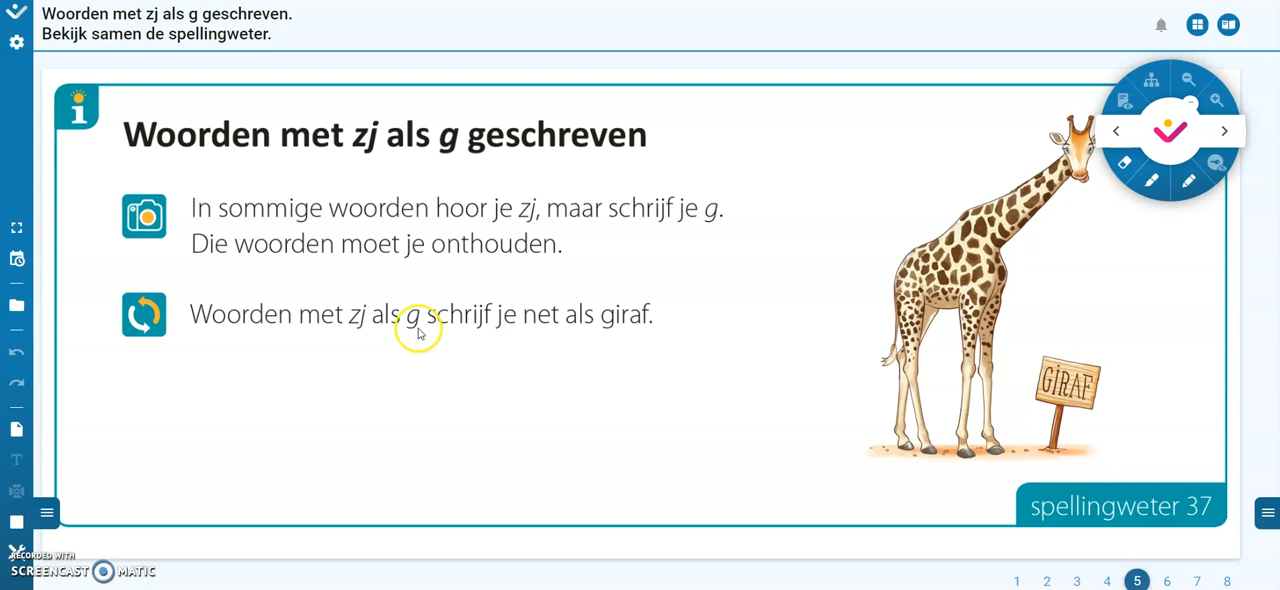 Woorden met zj als g geschreven.
Bekijk samen de spellingweter.
i
Woorden met zj als g geschreven
In sommige woorden hoor je zj, maar schrijf je g.
Die woorden moet je onthouden.
Woorden met zj als g schrijf je net als giraf.
GIRAF
spellingweter 37
T
RECORDED WITH
SCREENCAST MATIC
1 2 3 4 5 6 7 8